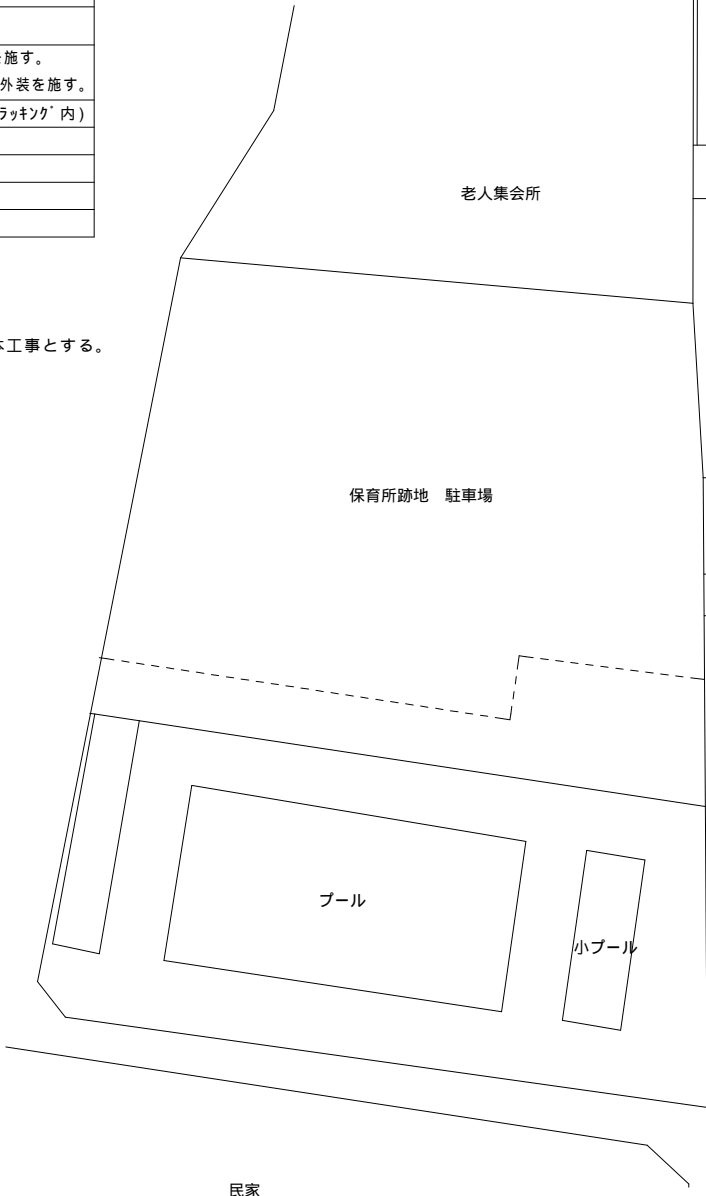 を施す。
外装を施す。
ラッキング内)
老人集会所
本工事とする。
保育所跡地　駐車場
プール
小プール
民家